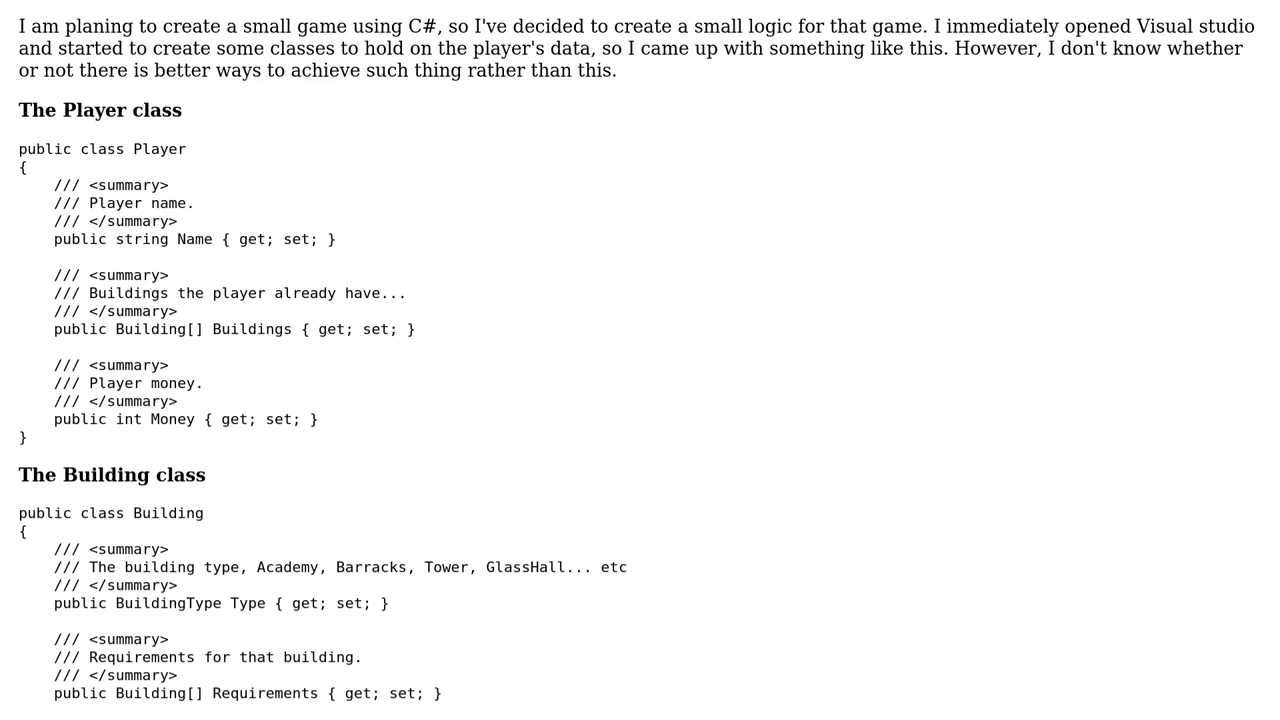 I am planing to create a small game using C#, so I've decided to create a small logic for that game. I immediately opened Visual studio
and started to create some classes to hold on the player's data, so I came up with something like this. However, I don't know whether
or not there is better ways to achieve such thing rather than this.
The Player class
public class Player
{
    /// <summary>
    /// Player name.
    /// </summary>
    public string Name { get; set; }
    /// <summary>
    /// Buildings the player already have...
    /// </summary>
    public Building[] Buildings { get; set; }
    /// <summary>
    /// Player money.
    /// </summary>
    public int Money { get; set; }
}
The Building class
public class Building
{
    /// <summary>
    /// The building type, Academy, Barracks, Tower, GlassHall... etc
    /// </summary>
    public BuildingType Type { get; set; }
    /// <summary>
    /// Requirements for that building.
    /// </summary>
    public Building[] Requirements { get; set; }